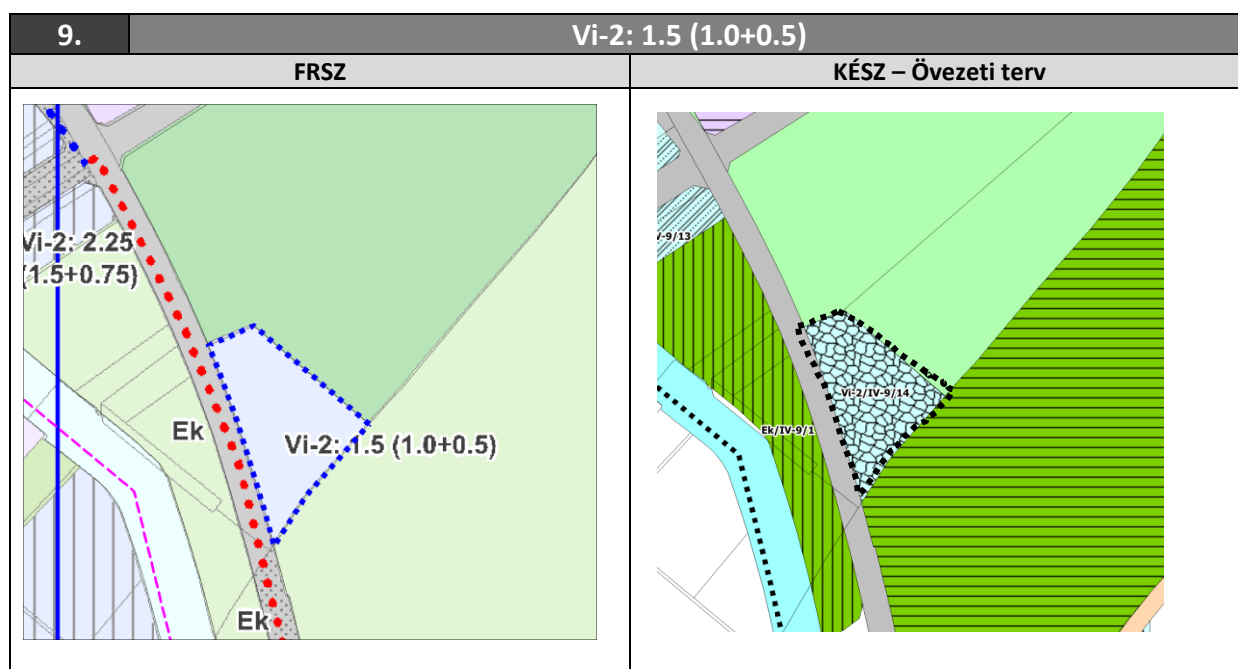 9.
Vi-2: 1.5 (1.0+0.5)
FRSZ
KÉSZ – Övezeti terv
Vi-2: 2.25
(1.5+0.75)
Ek
Vi-2: 1.5 (1.0+0.5)
Ek
V-9/13
Vi-2/IV-9/14
Ek/IV-9/1